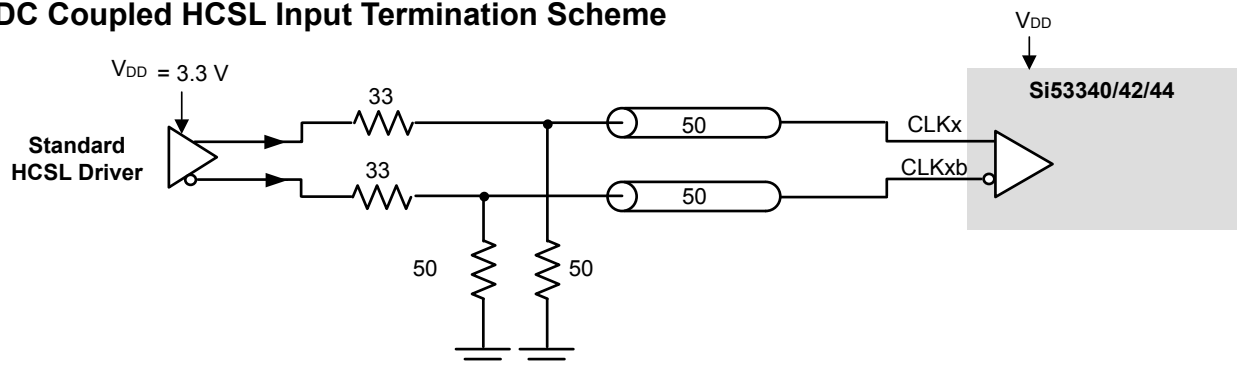 DC Coupled HCSL Input Termination Scheme
VDD
VDD = 3.3 V
Si53340/42/44
33
Standard
HCSL Driver
50
CLKx
33
CLKxb
50
50
50